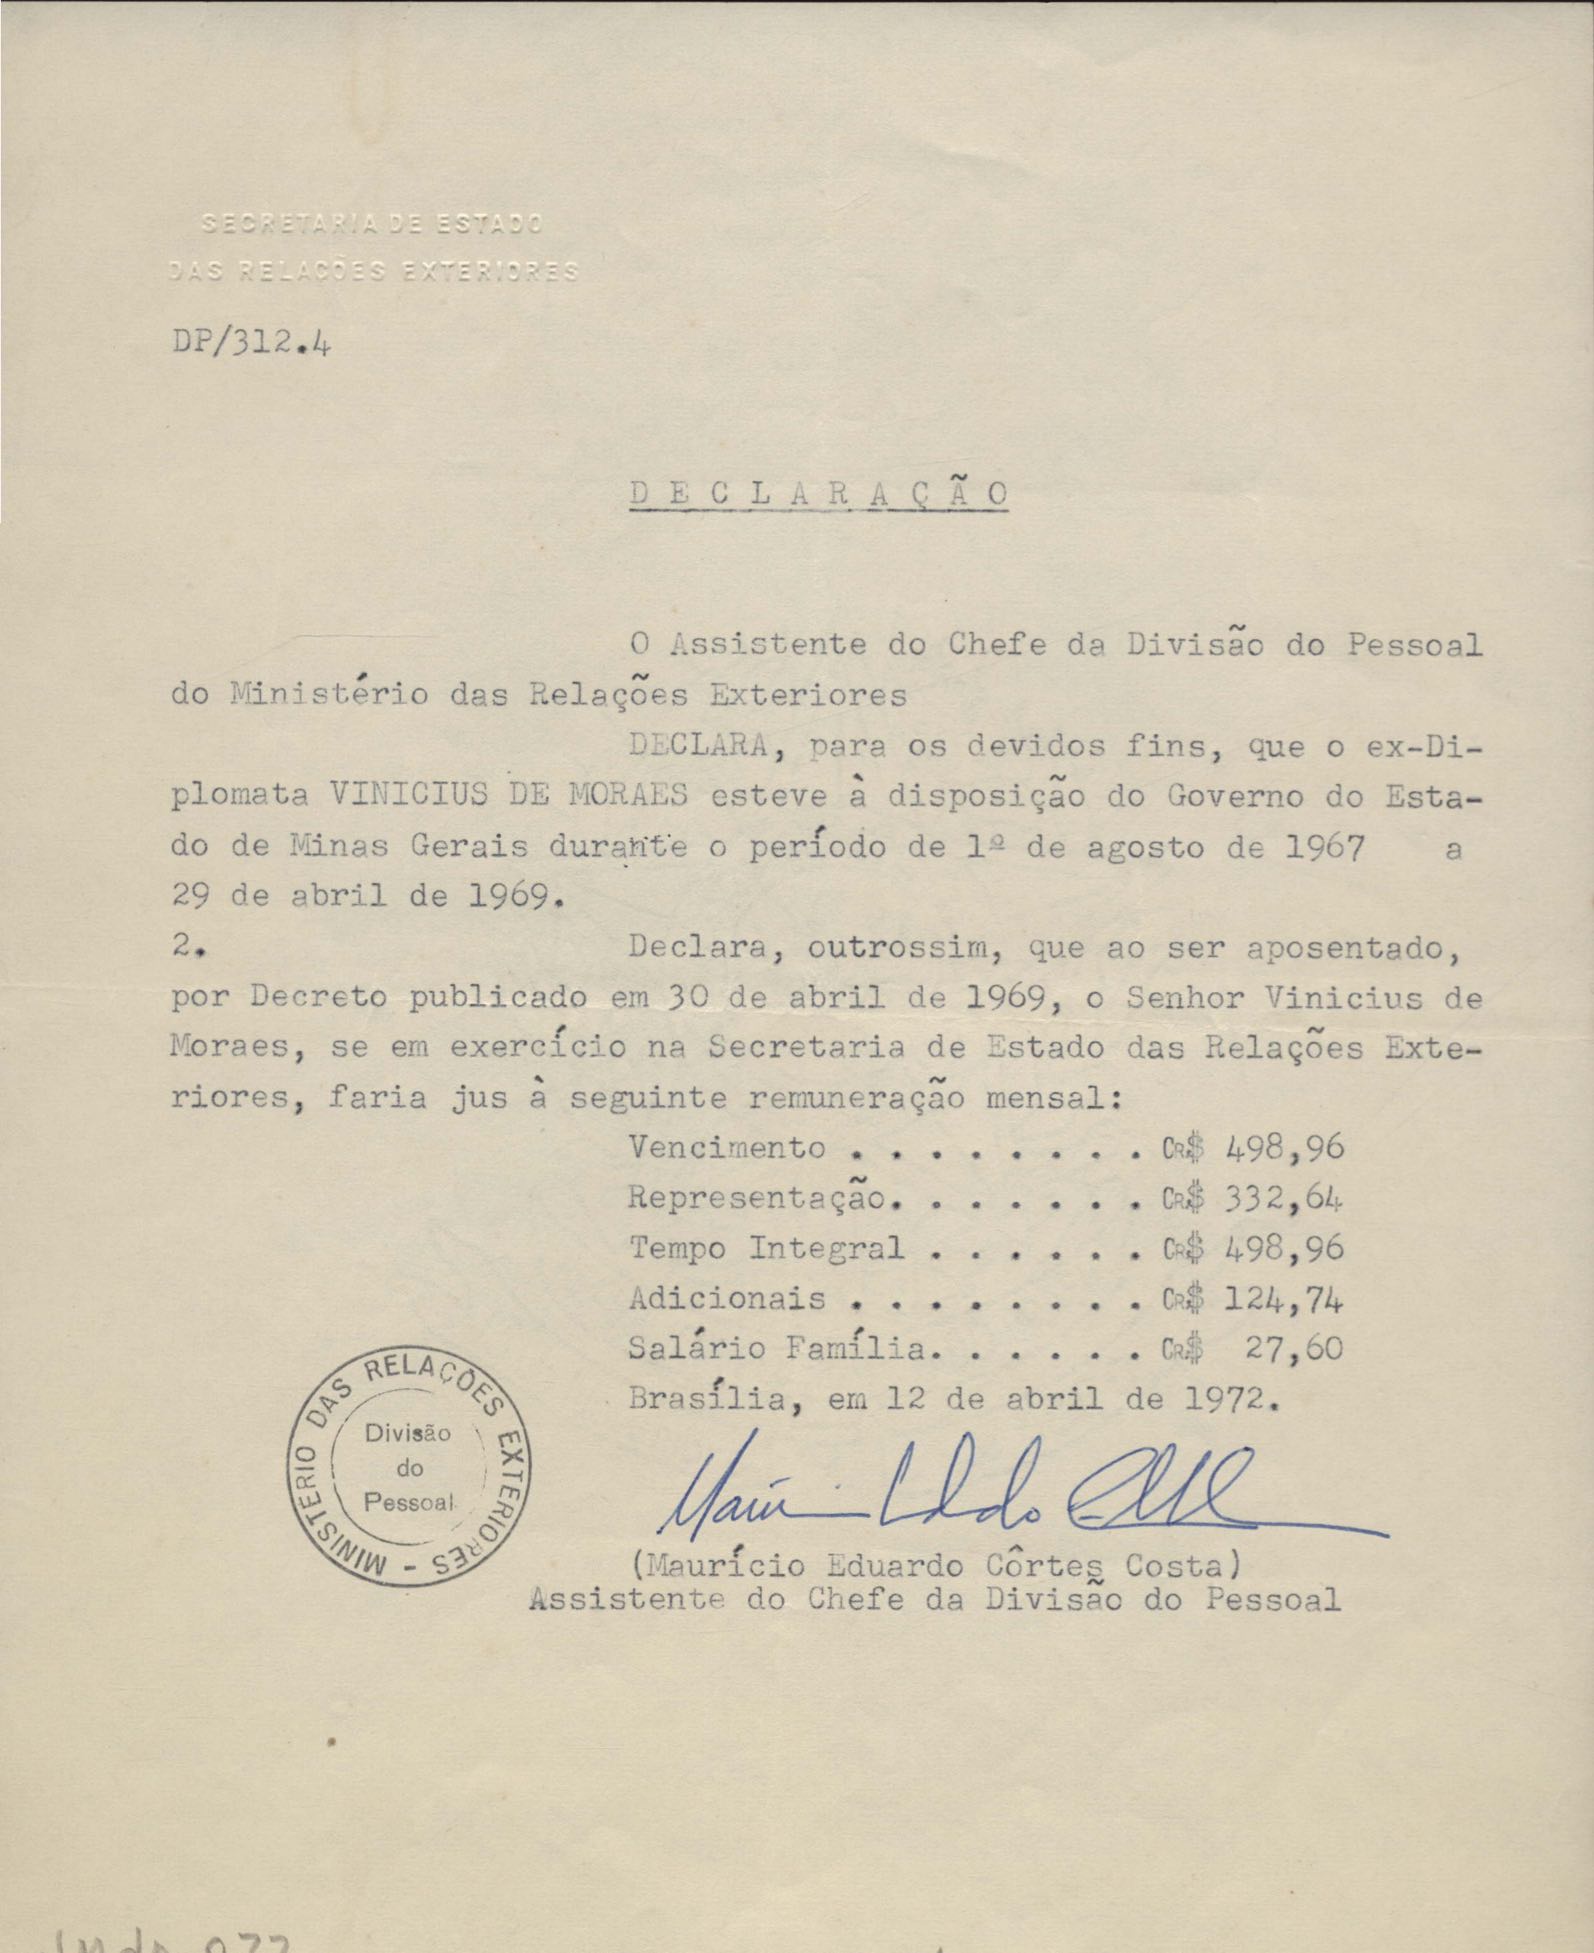 SECRETARIA DE ESTADO
DAS RELAÇÕES EXTERIORES
DP/312.4
DECLARAÇÃO
O Assistente do Chefe da Divisão do Pessoal
do Ministério das Relações Exteriores
DECLARA, para os devidos fins, que o ex-Di-
plomata VINICIUS DE MORAES esteve à disposição do Governo do Esta-
do de Minas Gerais durante o período de 1º de agosto de 1967 a
29 de abril de 1969.
2. Declara, outrossim, que ao ser aposentado,
por Decreto publicado em 30 de abril de 1969, o Senhor Vinicius de
Moraes, se em exercício na Secretaria de Estado das Relações Exte-
riores, faria jus à seguinte remuneração mensal:
Vencimento . . . . . . . . CR$ 498,96
Representação. . . . . . . CR$ 332,64
Tempo Integral . . . . . . CR$ 498,96
Adicionais . . . . . . . . CR$ 124,74
Salário Família. . . . . . CR$ 27,60
Brasília, em 12 de abril de 1972.
MINISTERIO DAS RELAÇOES EXTERIORES -
Divisão
do
Pessoal
(Maurício Eduardo Côrtes Costa)
Assistente do Chefe da Divisão do Pessoal